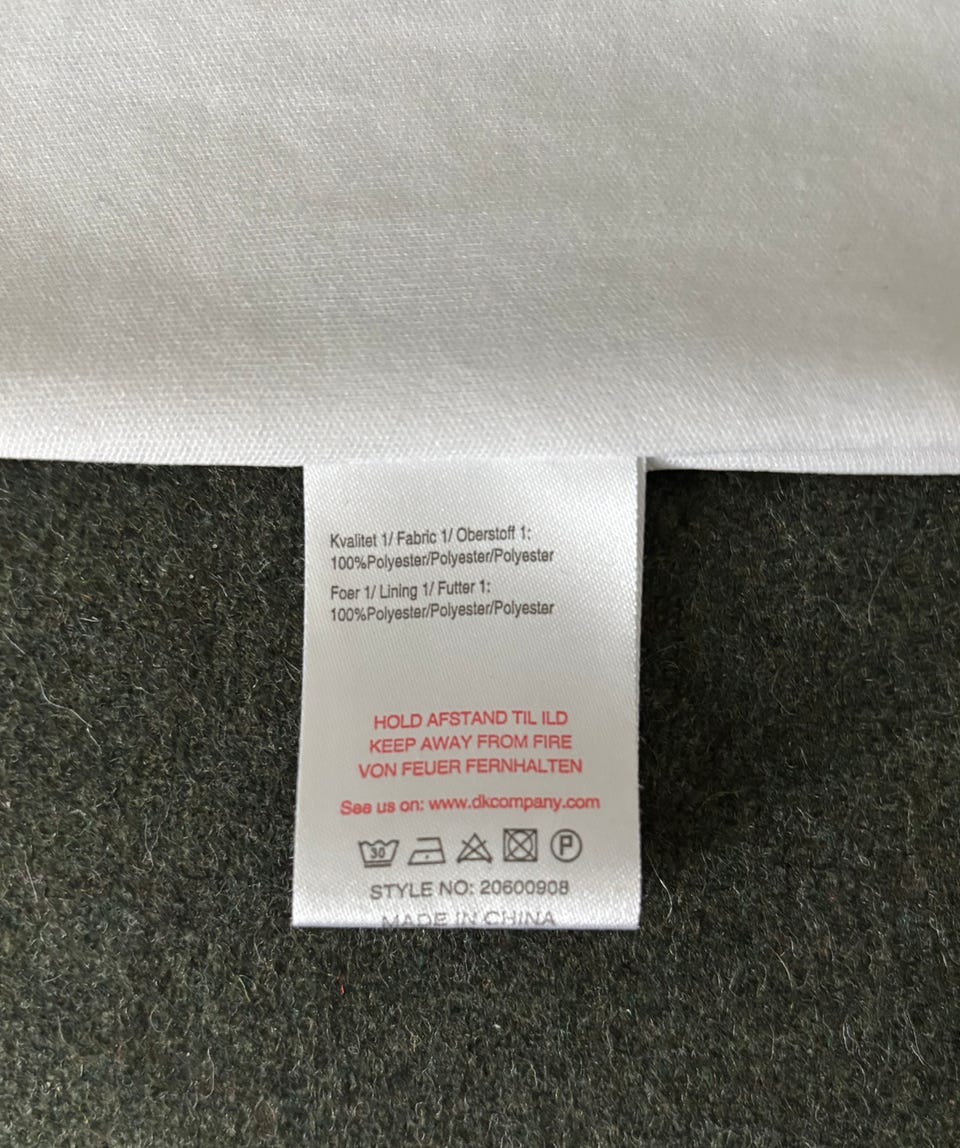 Kvalitet 1/ Fabric 1/ Oberstoff 1:
100%Polyester/Polyester/Polyester
Foer 1/ Lining 1/ Futter 1:
100%Polyester/Polyester/Polyester
HOLD AFSTAND TIL ILD
KEEP AWAY FROM FIRE
VON FEUER FERNHALTEN
See us on: www.dkcompany.com
30 P
STYLE NO: 20600908
MADE IN CHINA